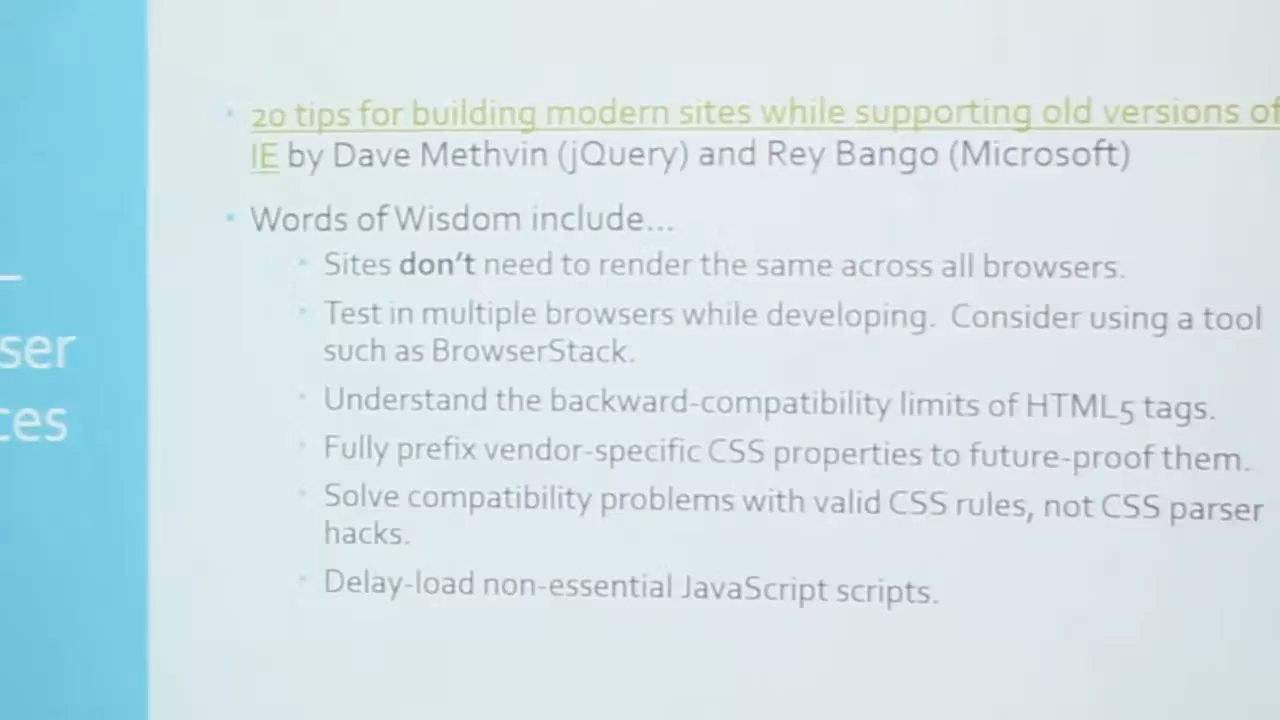 20 tips for building modern sites while supporting old versions of
IE by Dave Methvin (jQuery) and Rey Bango (Microsoft)
Words of Wisdom include...
Sites don't need to render the same across all browsers.
Test in multiple browsers while developing. Consider using a tool
such as BrowserStack.
Understand the backward-compatibility limits of HTML5 tags.
Fully prefix vendor-specific CSS properties to future-proof them.
Solve compatibility problems with valid CSS rules, not CSS parser
hacks.
Delay-load non-essential JavaScript scripts.
–
ser
ces